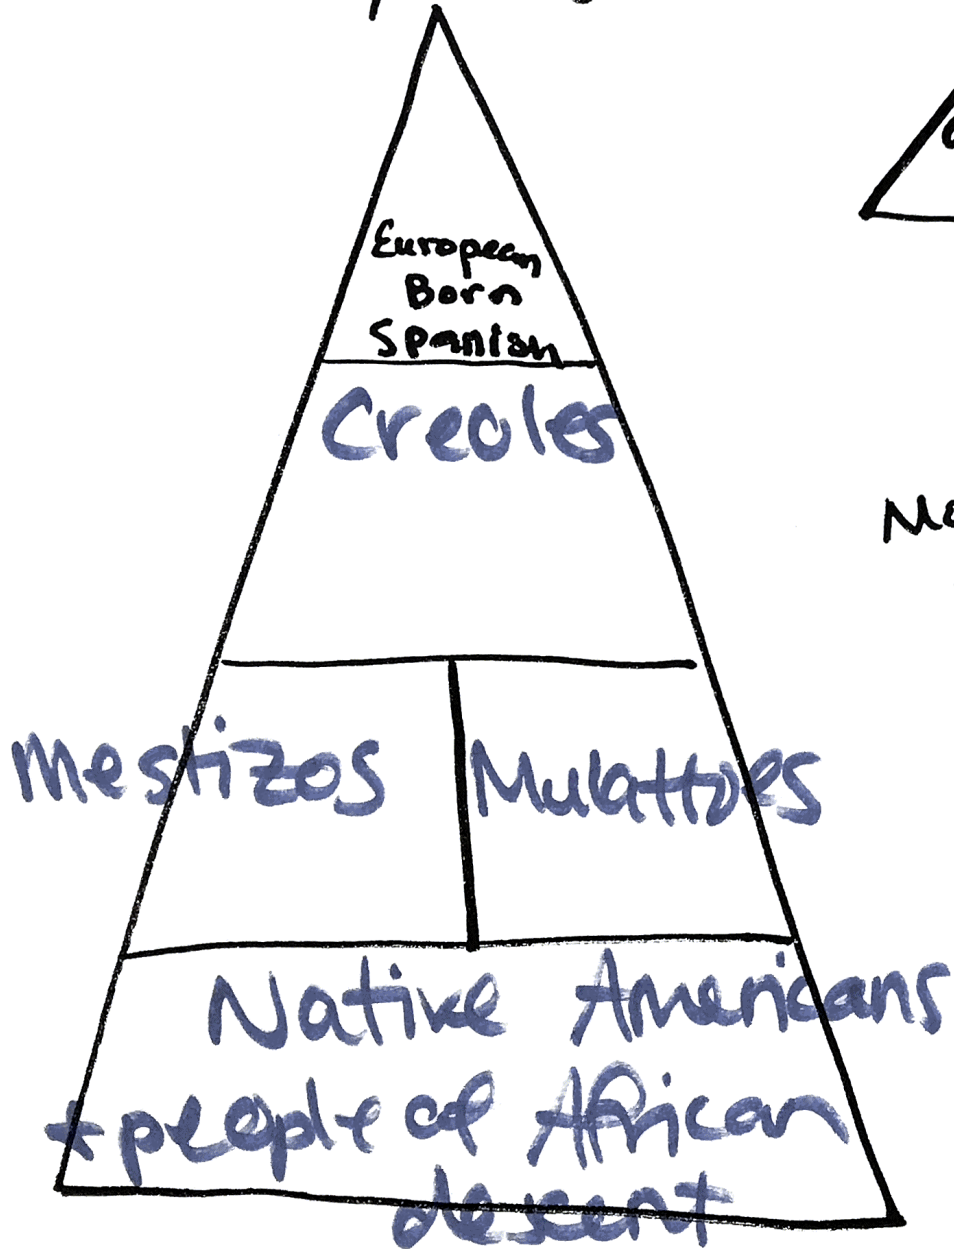 European
Born
Spanish
Creoles
Mestizos
Mulattoes
Native Americans
+ people of African
descent